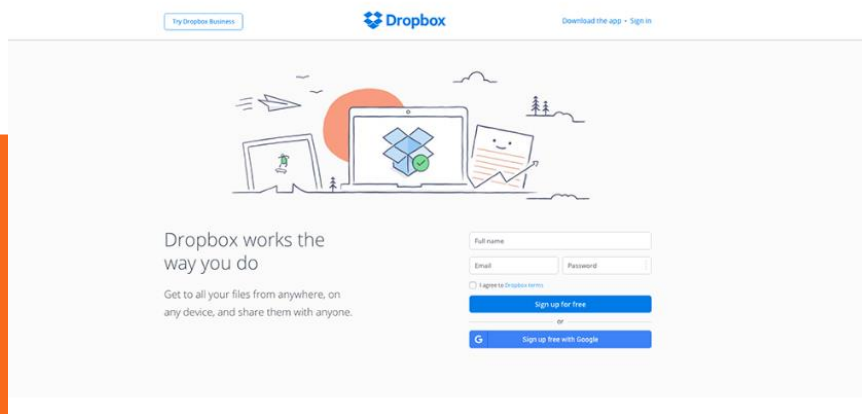 Try Dropbox Business
Dropbox
Download the app • Sign in
Dropbox works the
way you do
Get to all your files from anywhere, on
any device, and share them with anyone.
Full name
Email
Password
I agree to Dropbox terms
Sign up for free
or
G
Sign up free with Google